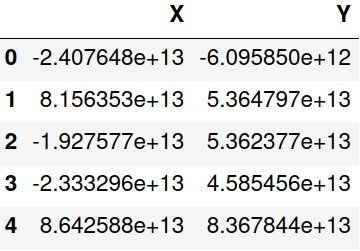 X Y
0 -2.407648e+13 -6.095850e+12
1 8.156353e+13 5.364797e+13
2 -1.927577e+13 5.362377e+13
3 -2.333296e+13 4.585456e+13
4 8.642588e+13 8.367844e+13